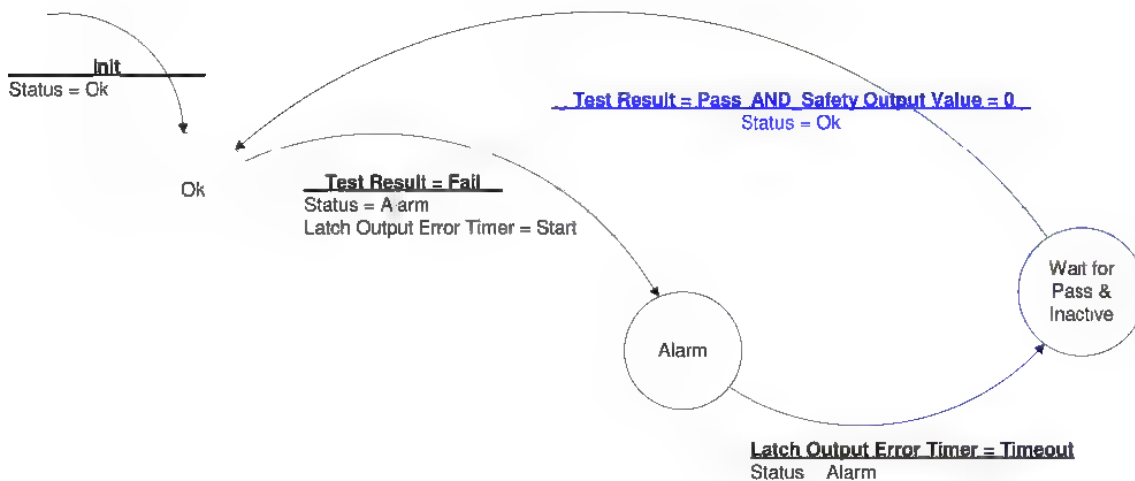 Init
Status = Ok
Test Result = Pass AND Safety Output Value = 0
Status = Ok
Ok
Test Result = Fail
Status = Alarm
Latch Output Error Timer = Start
Wait for
Pass &
Inactive
Alarm
Latch Output Error Timer = Timeout
Status Alarm